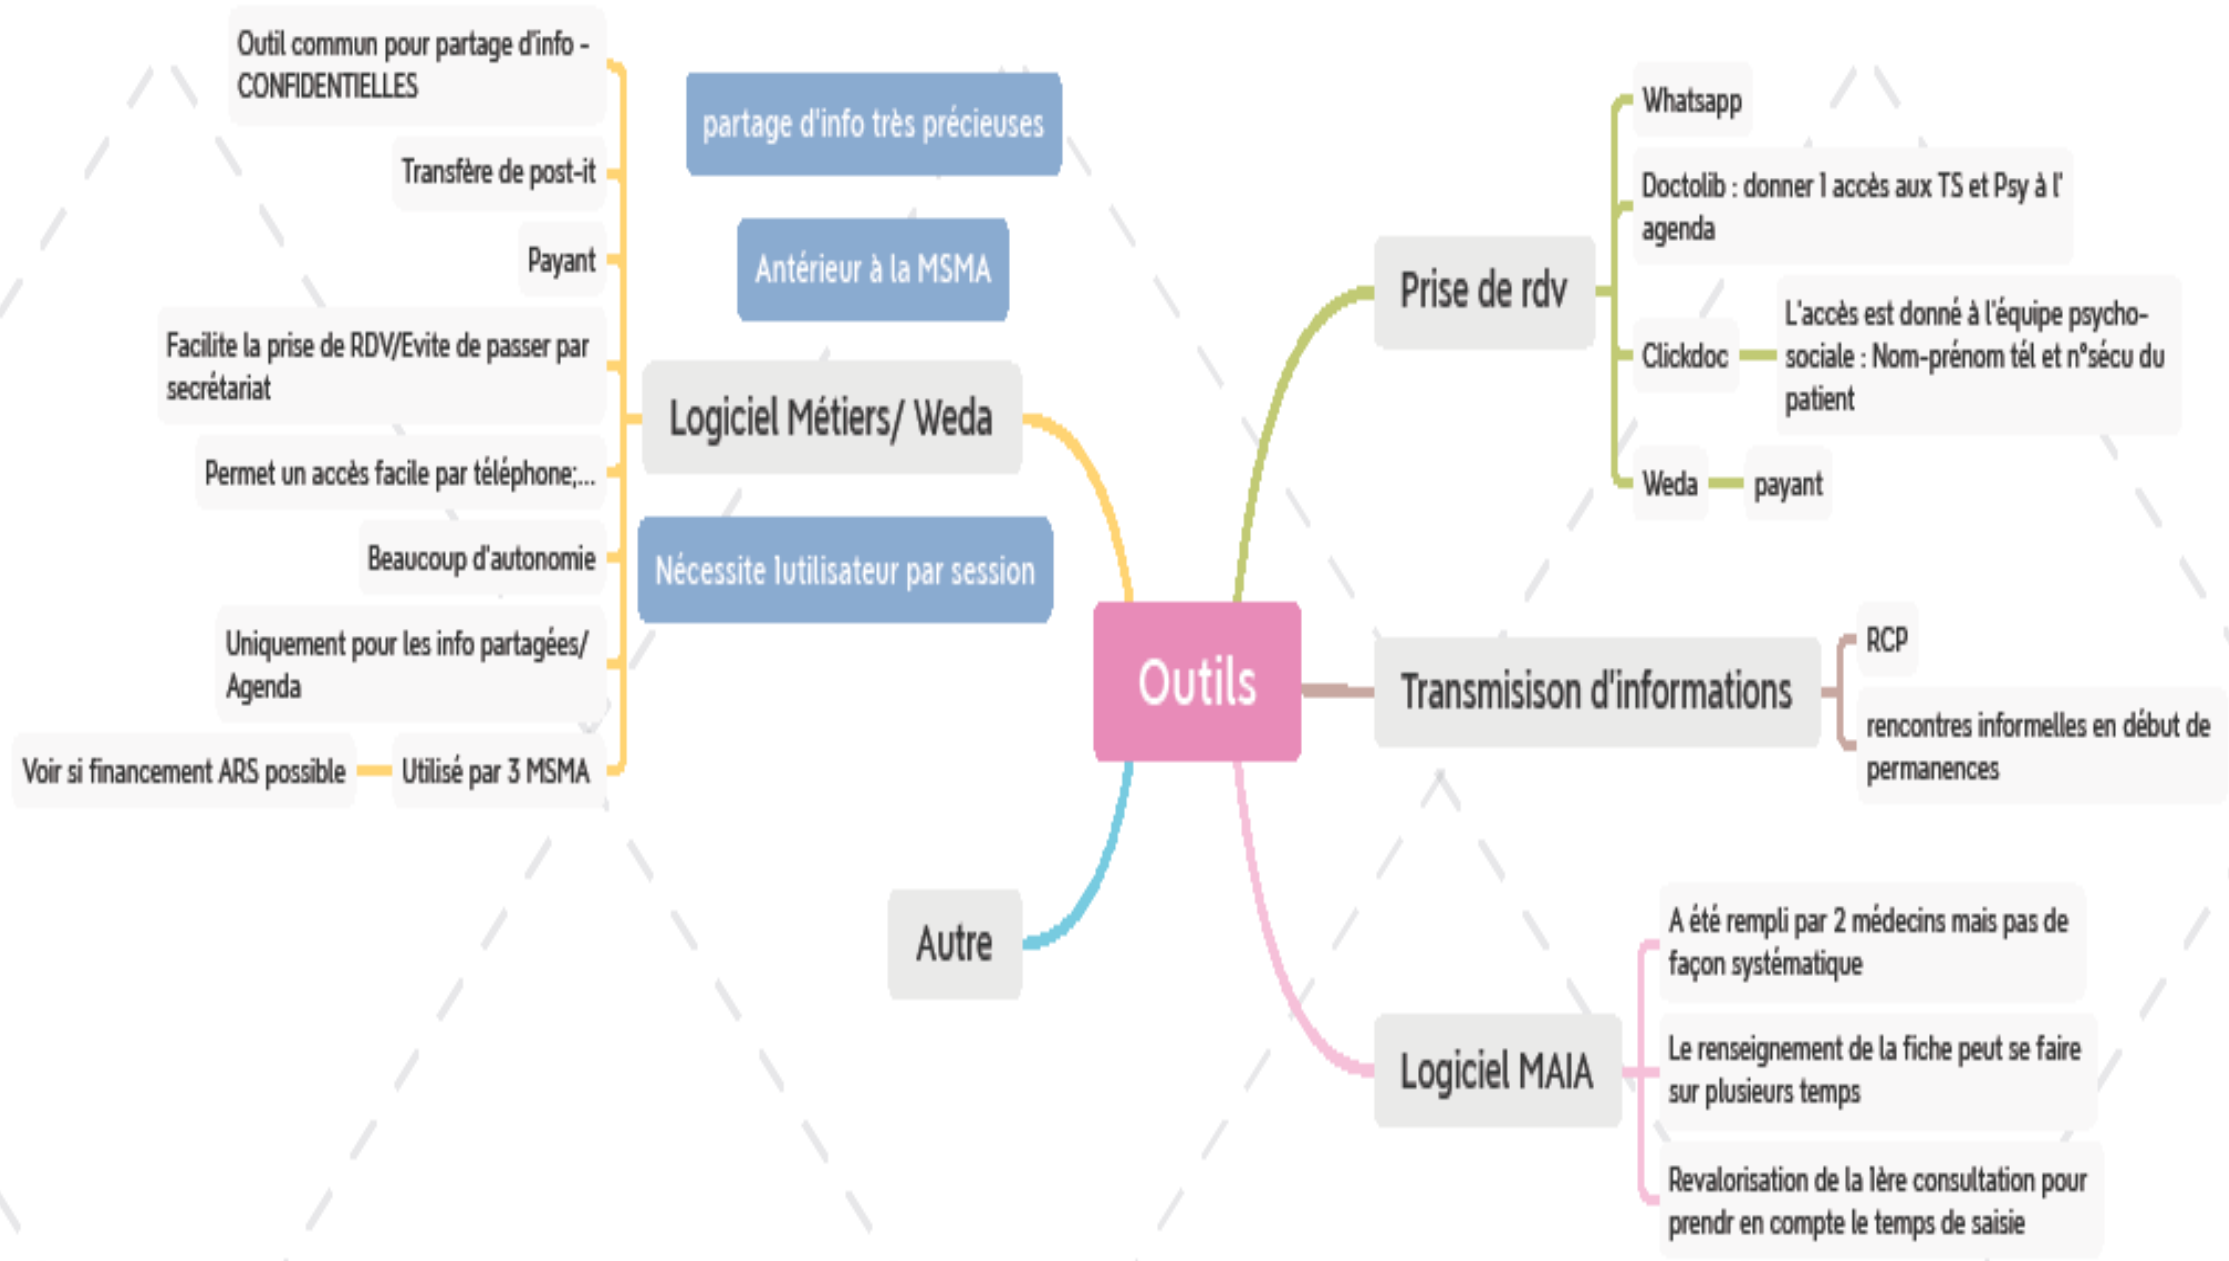 Outil commun pour partage d'info -
CONFIDENTIELLES
Transfère de post-it
Payant
Facilite la prise de RDV/Evite de passer par
secrétariat
Permet un accès facile par téléphone;...
Beaucoup d'autonomie
Uniquement pour les info partagées/
Agenda
Voir si financement ARS possible
Utilisé par 3 MSMA
partage d'info très précieuses
Antérieur à la MSMA
Logiciel Métiers/ Weda
Nécessite 1utilisateur par session
Outils
Autre
Prise de rdv
Whatsapp
Doctolib : donner 1 accès aux TS et Psy à l'
agenda
Clickdoc
L'accès est donné à l'équipe psycho-
sociale : Nom-prénom tél et n°sécu du
patient
Weda
payant
Transmisison d'informations
RCP
rencontres informelles en début de
permanences
Logiciel MAIA
A été rempli par 2 médecins mais pas de
façon systématique
Le renseignement de la fiche peut se faire
sur plusieurs temps
Revalorisation de la 1ère consultation pour
prendr en compte le temps de saisie